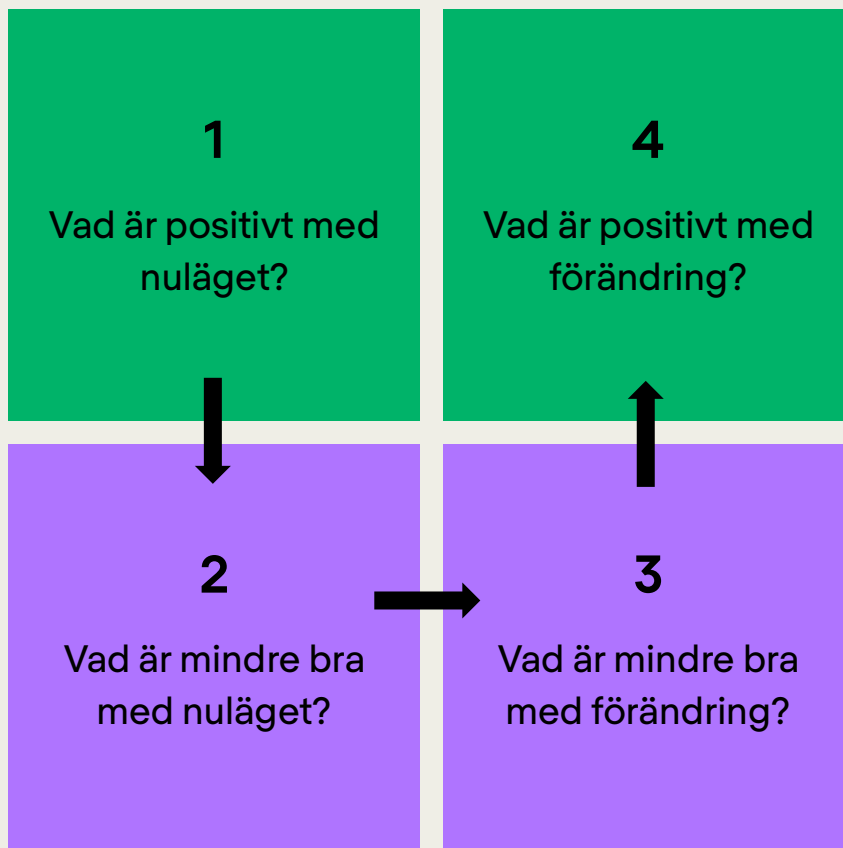 1
Vad är positivt med
nuläget?
2
Vad är mindre bra
med nuläget?
3
Vad är mindre bra
med förändring?
4
Vad är positivt med
förändring?